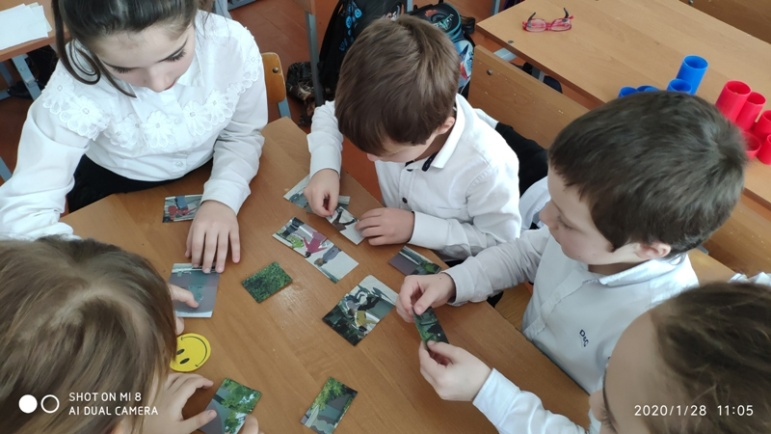 SHOT ON MI 8
AI DUAL CAMERA
2020/1/28 11:05